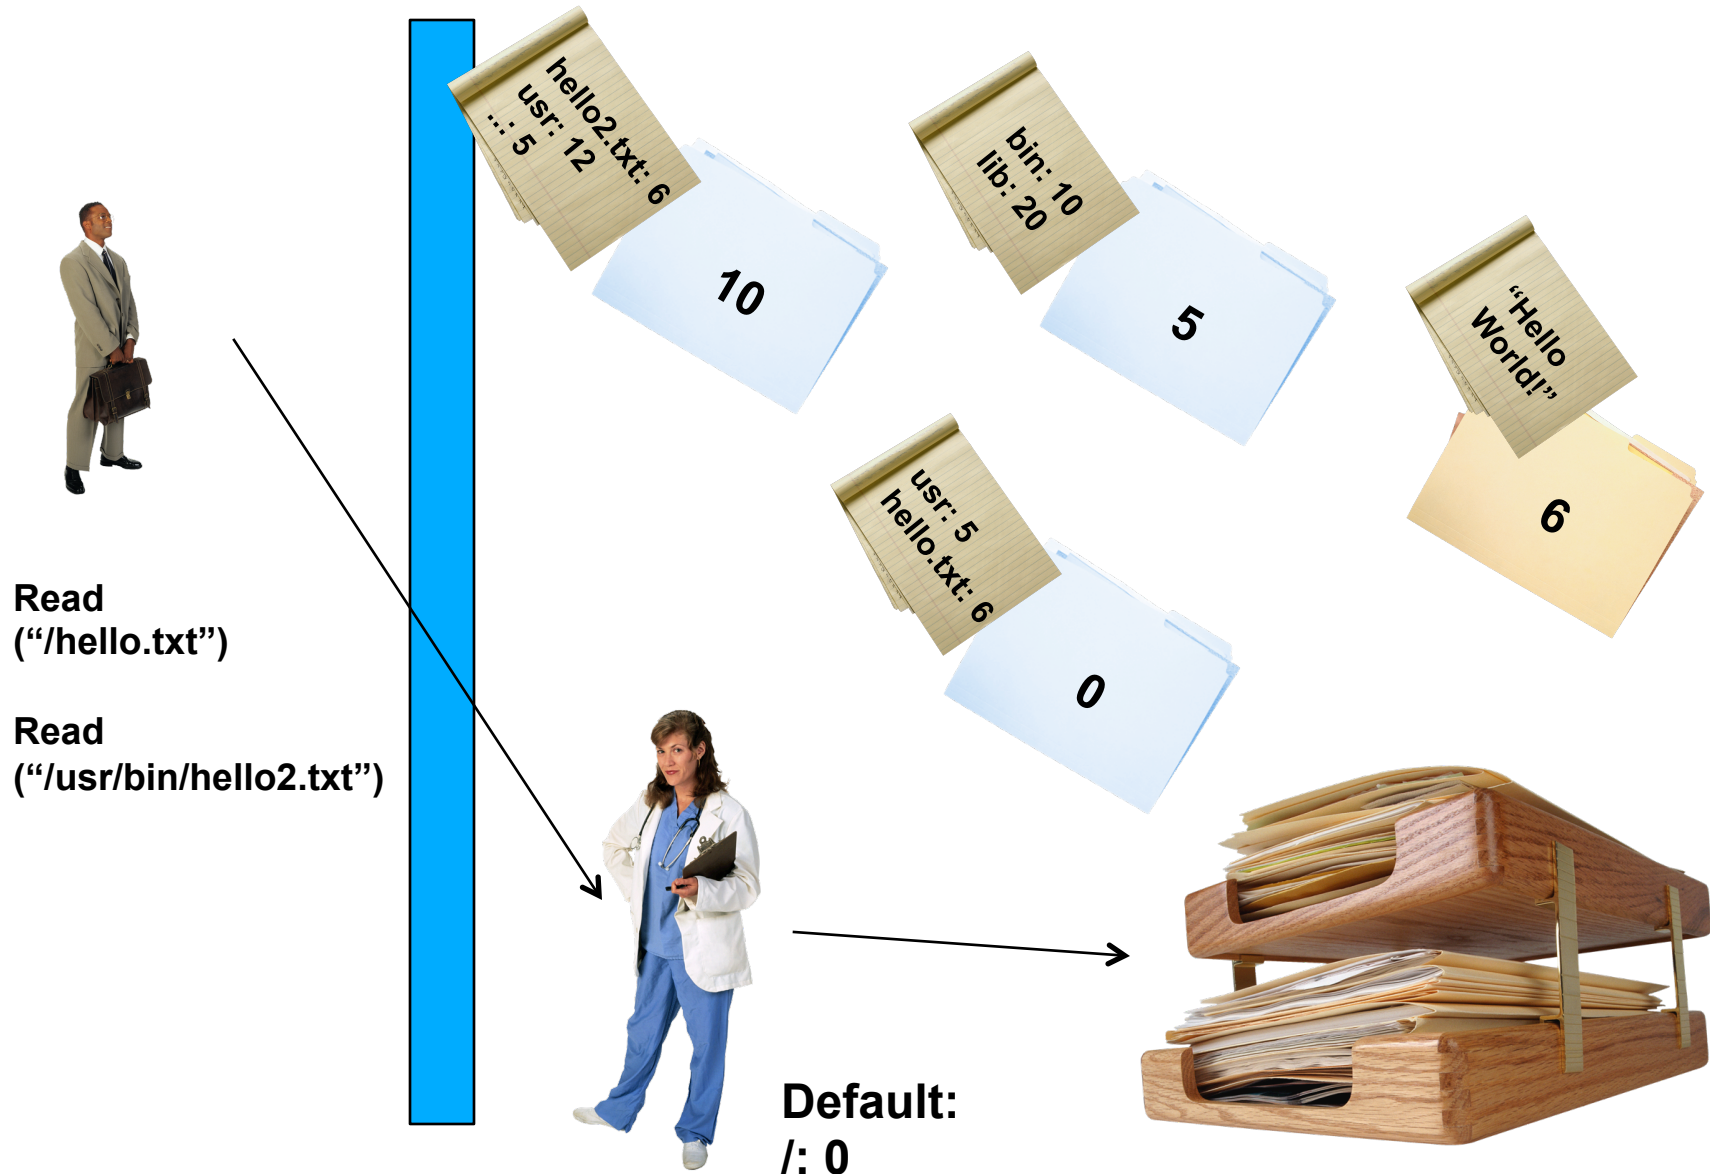 hello2.txt: 6
usr: 12
..: 5
10
bin: 10
lib: 20
5
“Hello
World!”
6
usr: 5
hello.txt: 6
0
Read
(“/hello.txt”)
Read
(“/usr/bin/hello2.txt”)
Default:
/: 0